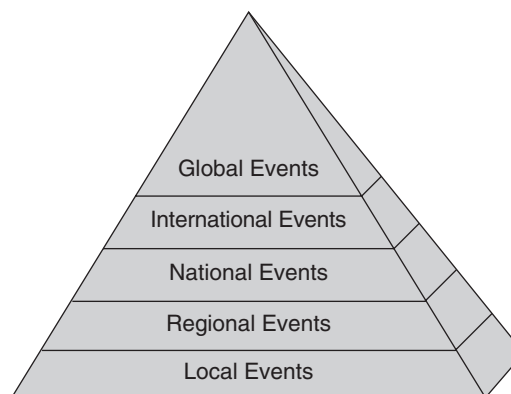 Global Events
International Events
National Events
Regional Events
Local Events